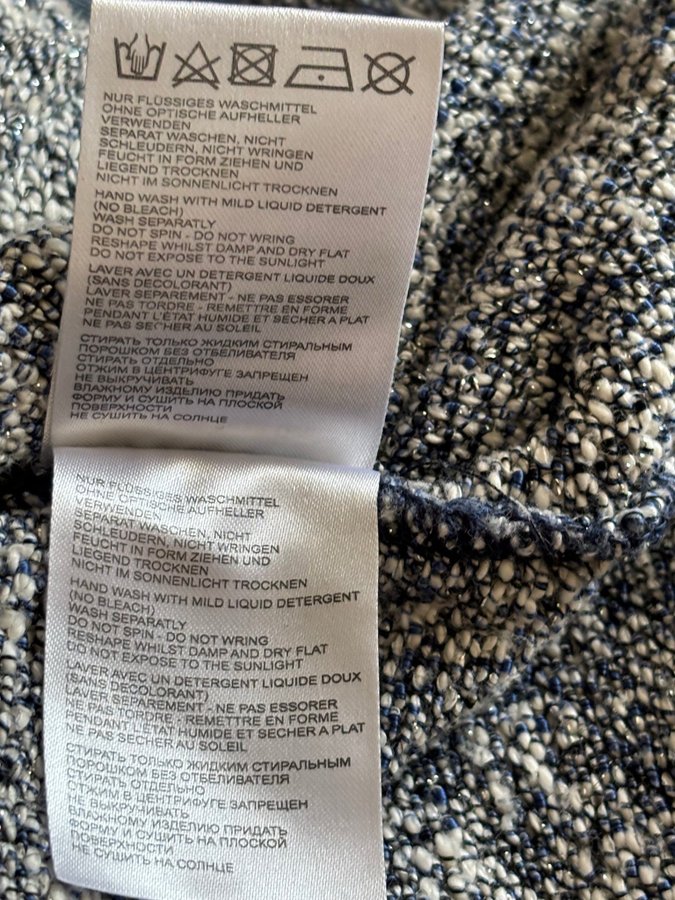 NUR FLÜSSIGES WASCHMITTEL
OHNE OPTISCHE AUFHELLER
VERWENDEN
SEPARAT WASCHEN, NICHT
SCHLEUDERN, NICHT WRINGEN
FEUCHT IN FORM ZIEHEN UND
LIEGEND TROCKNEN
NICHT IM SONNENLICHT TROCKNEN
HAND WASH WITH MILD LIQUID DETERGENT
(NO BLEACH)
WASH SEPARATELY
DO NOT SPIN - DO NOT WRING
RESHAPE WHILST DAMP AND DRY FLAT
DO NOT EXPOSE TO THE SUNLIGHT
LAVER AVEC UN DETERGENT LIQUIDE DOUX
(SANS DECOLORANT)
LAVER SEPAREMENT - NE PAS ESSORER
NE PAS TORDRE - REMETTRE EN FORME
PENDANT L'ÉTAT HUMIDE ET SECHER A PLAT
NE PAS SECHER AU SOLEIL
СТИРАТЬ ТОЛЬКО ЖИДКИМ СТИРАЛЬНЫМ
ПОРОШКОМ БЕЗ ОТБЕЛИВАТЕЛЯ
СТИРАТЬ ОТДЕЛЬНО
ОТЖИМ В ЦЕНТРИФУГЕ ЗАПРЕЩЕН
НЕ ВЫКРУЧИВАТЬ
ВЛАЖНОМУ ИЗДЕЛИЮ ПРИДАТЬ
ФОРМУ И СУШИТЬ НА ПЛОСКОЙ
ПОВЕРХНОСТИ
НЕ СУШИТЬ НА СОЛНЦЕ
NUR FLÜSSIGES WASCHMITTEL
OHNE OPTISCHE AUFHELLER
VERWENDEN
SEPARAT WASCHEN, NICHT
SCHLEUDERN, NICHT WRINGEN
FEUCHT IN FORM ZIEHEN UND
LIEGEND TROCKNEN
NICHT IM SONNENLICHT TROCKNEN
HAND WASH WITH MILD LIQUID DETERGENT
(NO BLEACH)
WASH SEPARATELY
DO NOT SPIN - DO NOT WRING
RESHAPE WHILST DAMP AND DRY FLAT
DO NOT EXPOSE TO THE SUNLIGHT
LAVER AVEC UN DETERGENT LIQUIDE DOUX
(SANS DECOLORANT)
LAVER SEPAREMENT - NE PAS ESSORER
NE PAS TORDRE - REMETTRE EN FORME
PENDANT L'ÉTAT HUMIDE ET SECHER A PLAT
NE PAS SECHER AU SOLEIL
СТИРАТЬ ТОЛЬКО ЖИДКИМ СТИРАЛЬНЫМ
ПОРОШКОМ БЕЗ ОТБЕЛИВАТЕЛЯ
СТИРАТЬ ОТДЕЛЬНО
ОТЖИМ В ЦЕНТРИФУГЕ ЗАПРЕЩЕН
НЕ ВЫКРУЧИВАТЬ
ВЛАЖНОМУ ИЗДЕЛИЮ ПРИДАТЬ
ФОРМУ И СУШИТЬ НА ПЛОСКОЙ
ПОВЕРХНОСТИ
НЕ СУШИТЬ НА СОЛНЦЕ